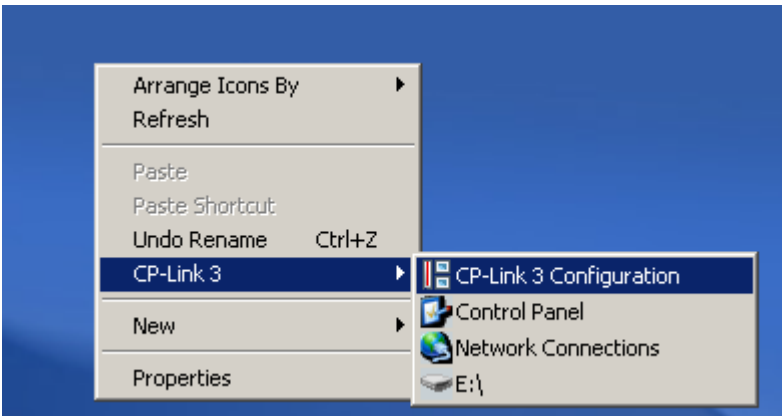 Arrange Icons By
Refresh
Paste
Paste Shortcut
Undo Rename Ctrl+Z
CP-Link 3
New
Properties
CP-Link 3 Configuration
Control Panel
Network Connections
E:\